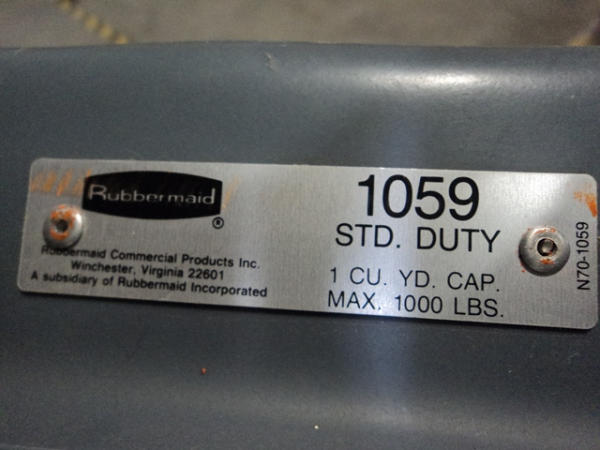 Rubbermaid
®
Rubbermaid Commercial Products Inc.
Winchester, Virginia 22601
A subsidiary of Rubbermaid Incorporated
1059
STD. DUTY
1 CU. YD. CAP.
MAX. 1000 LBS.
N70-1059